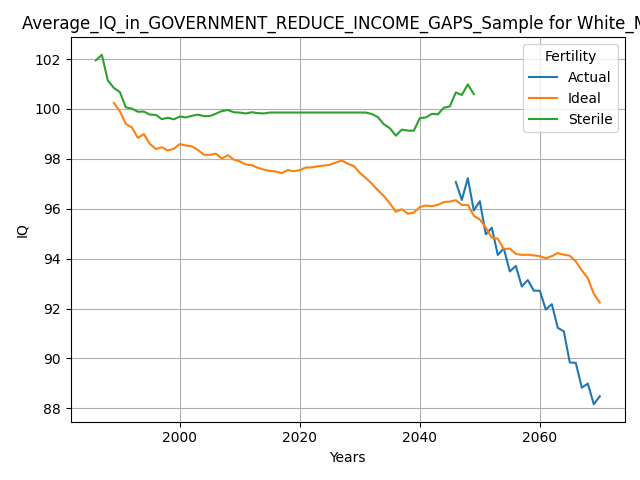 Average_IQ_in_GOVERNMENT_REDUCE_INCOME_GAPS_Sample for White_M
Fertility
Actual
Ideal
Sterile
102
100
98
96
94
92
90
88
IQ
2000
2020
2040
2060
Years